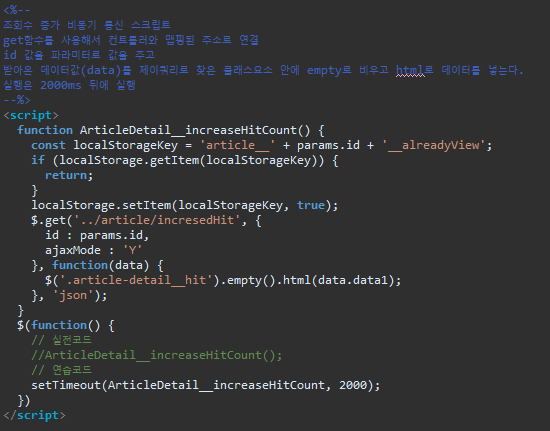 <%--
조회수 증가 비동기 통신 스크립트
get함수를 사용해서 컨트롤러와 맵핑된 주소로 연결
id 값을 파라미터로 값을 주고
받아온 데이터값(data)를 제이쿼리로 찾은 클래스요소 안에 empty로 비우고 html로 데이터를 넣는다.
실행은 2000ms 뒤에 실행
--%>
<script>
  function ArticleDetail__increaseHitCount() {
    const localStorageKey = 'article__' + params.id + '__alreadyView';
    if (localStorage.getItem(localStorageKey)) {
      return;
    }
    localStorage.setItem(localStorageKey, true);
    $.get('../article/incresedHit', {
      id : params.id,
      ajaxMode : 'Y'
    }, function(data) {
      $('.article-detail__hit').empty().html(data.data1);
    }, 'json');
  }
  $(function() {
    // 실전코드
    //ArticleDetail__increaseHitCount();
    // 연습코드
    setTimeout(ArticleDetail__increaseHitCount, 2000);
  })
</script>